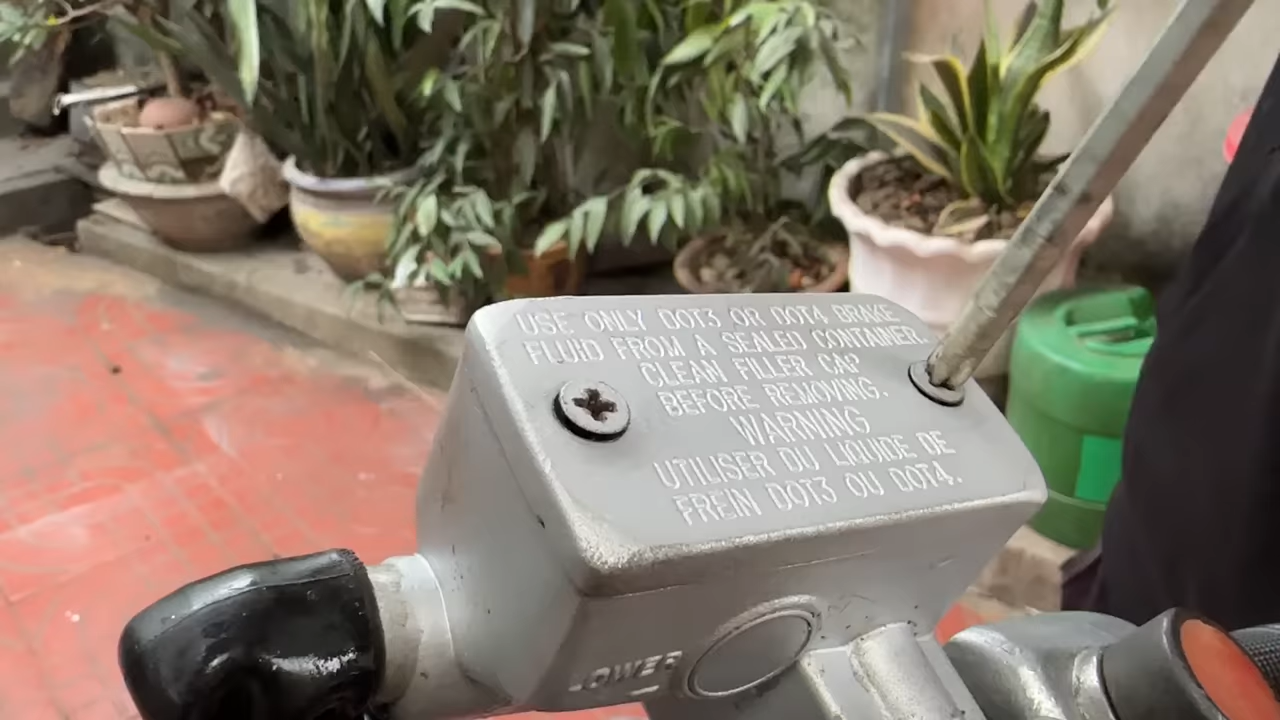 USE ONLY DOT3 OR DOT4 BRAKE
FLUID FROM A SEALED CONTAINER.
CLEAN FILLER CAP
BEFORE REMOVING.
WARNING
UTILISER DU LIQUIDE DE
FREIN DOT3 OU DOT4.
LOWER